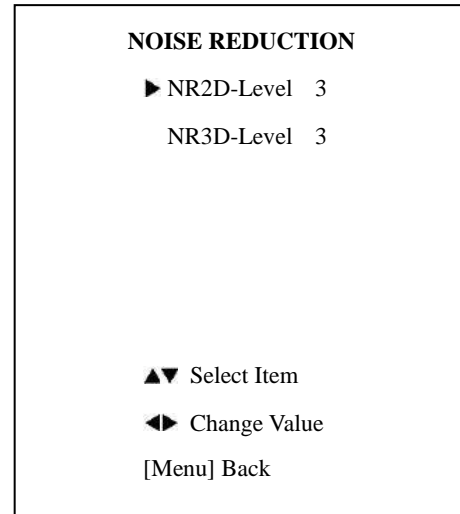 NOISE REDUCTION
▶ NR2D-Level 3
NR3D-Level 3
▲▼ Select Item
◀▶ Change Value
[Menu] Back